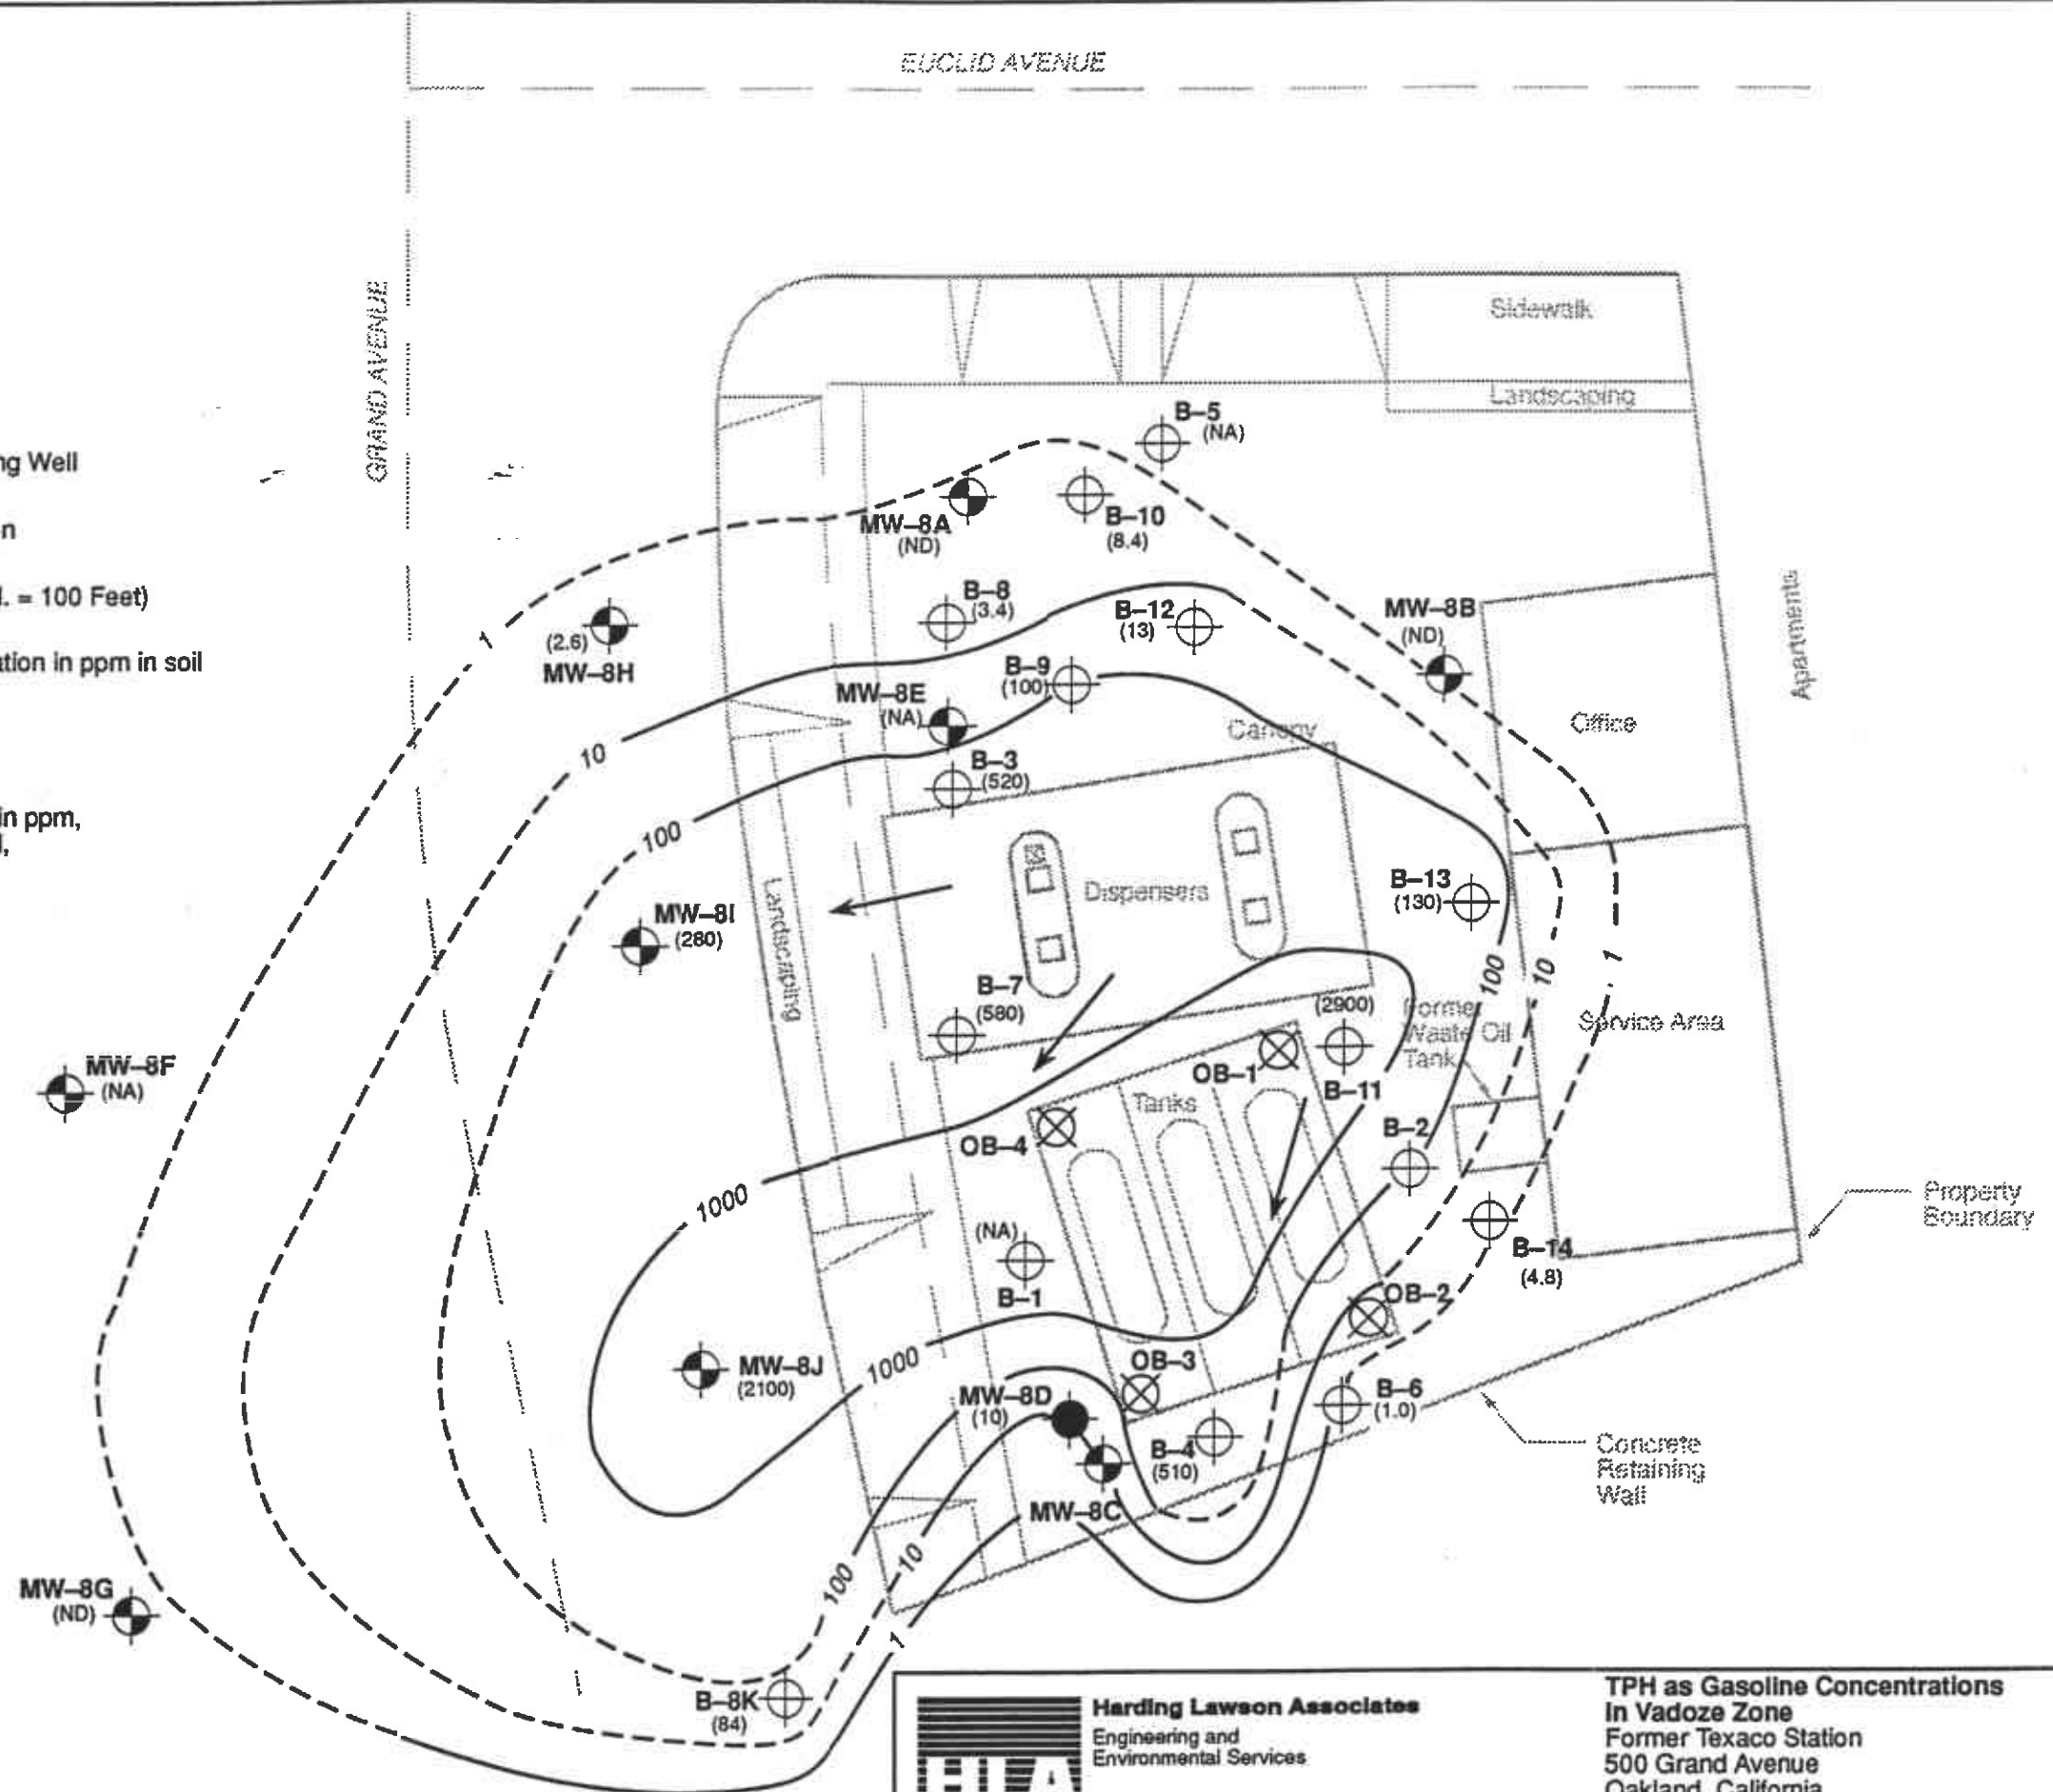 EUCLID AVENUE
GRAND AVENUE
Sidewalk
Landscaping
B-5
(NA)
ng Well
MW-8A
(ND)
B-10
(8.4)
n
l. = 100 Feet)
B-8
(3.4)
B-12
(13)
MW-8B
(ND)
Apartments
1
(2.6)
MW-8H
ation in ppm in soil
B-9
(100)
MW-8E
(NA)
Office
Canopy
10
B-3
(520)
in ppm,
100
B-13
(130)
Dispensers
Landscaping
MW-8I
(280)
100
10
1
B-7
(580)
(2900)
Former
Waste Oil
Tank
Service Area
MW-8F
(NA)
OB-1
B-11
Tanks
B-2
OB-4
1000
Property
Boundary
(NA)
B-1
B-14
(4.8)
OB-2
MW-8J
(2100)
1000
OB-3
MW-8D
(10)
B-6
(1.0)
B-4
(510)
Concrete
Retaining
Wall
MW-8C
100
10
MW-8G
(ND)
1
B-8K
(84)
Harding Lawson Associates
Engineering and
Environmental Services
HLA
TPH as Gasoline Concentrations
In Vadoze Zone
Former Texaco Station
500 Grand Avenue
Oakland, California